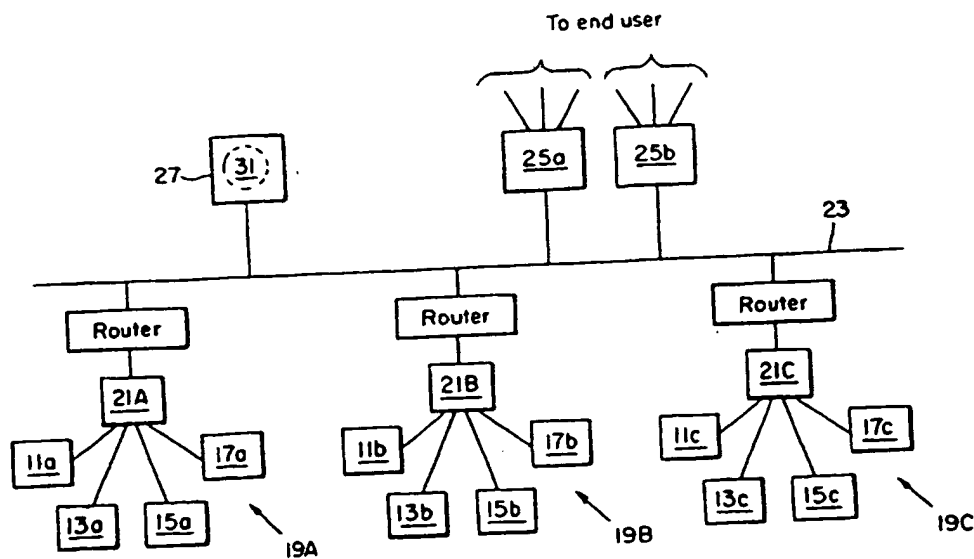 To end user
27
31
25a
25b
23
Router
Router
Router
21A
21B
21C
11a
17a
11b
17b
11c
17c
13a
15a
13b
15b
13c
15c
19A
19B
19C